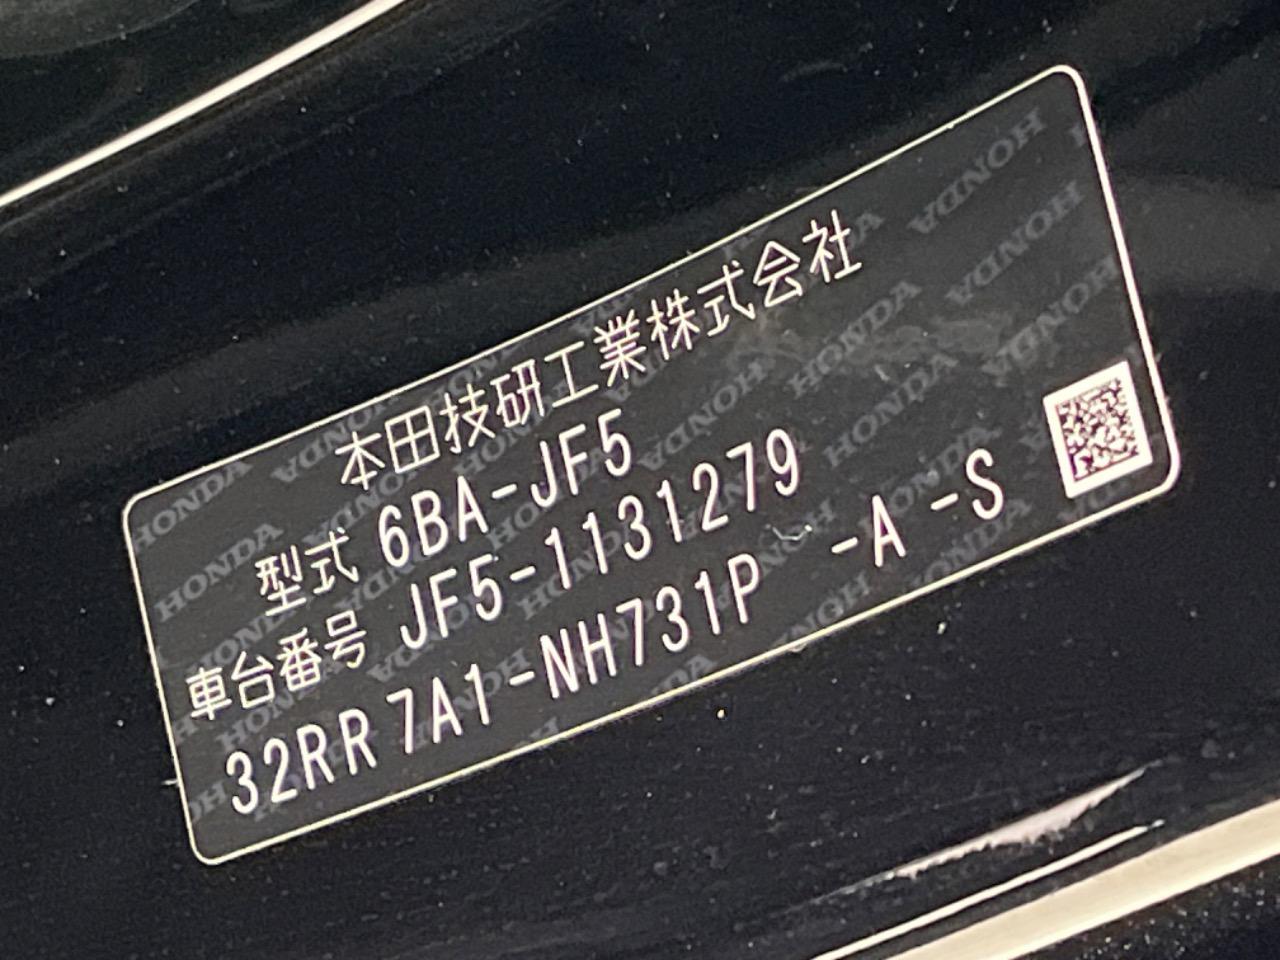 本田技研工業株式会社
型式 6BA-JF5
車台番号 JF5-1131279
32RR 7A1-NH731P -A -S